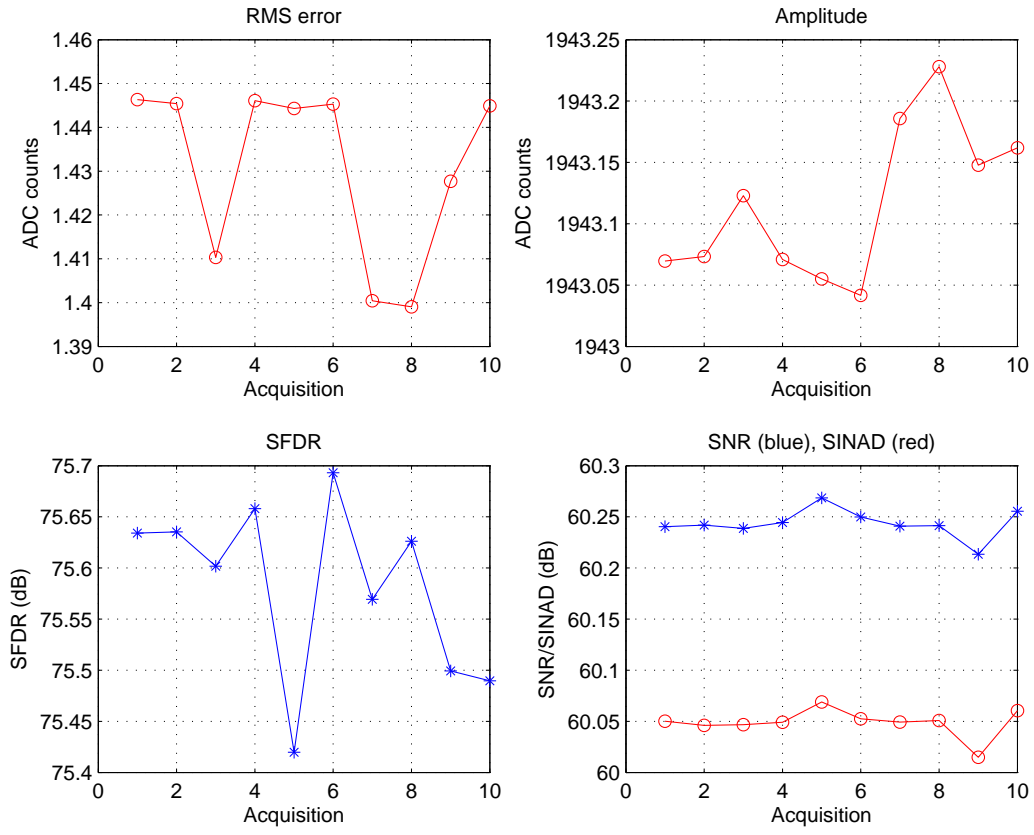 RMS error
1.46
1.45
1.44
1.43
1.42
1.41
1.4
1.39
ADC counts
0 2 4 6 8 10
Acquisition
Amplitude
1943.25
1943.2
1943.15
1943.1
1943.05
1943
ADC counts
0 2 4 6 8 10
Acquisition
SFDR
75.7
75.65
75.6
75.55
75.5
75.45
75.4
SFDR (dB)
0 2 4 6 8 10
Acquisition
SNR (blue), SINAD (red)
60.3
60.25
60.2
60.15
60.1
60.05
60
SNR/SINAD (dB)
0 2 4 6 8 10
Acquisition